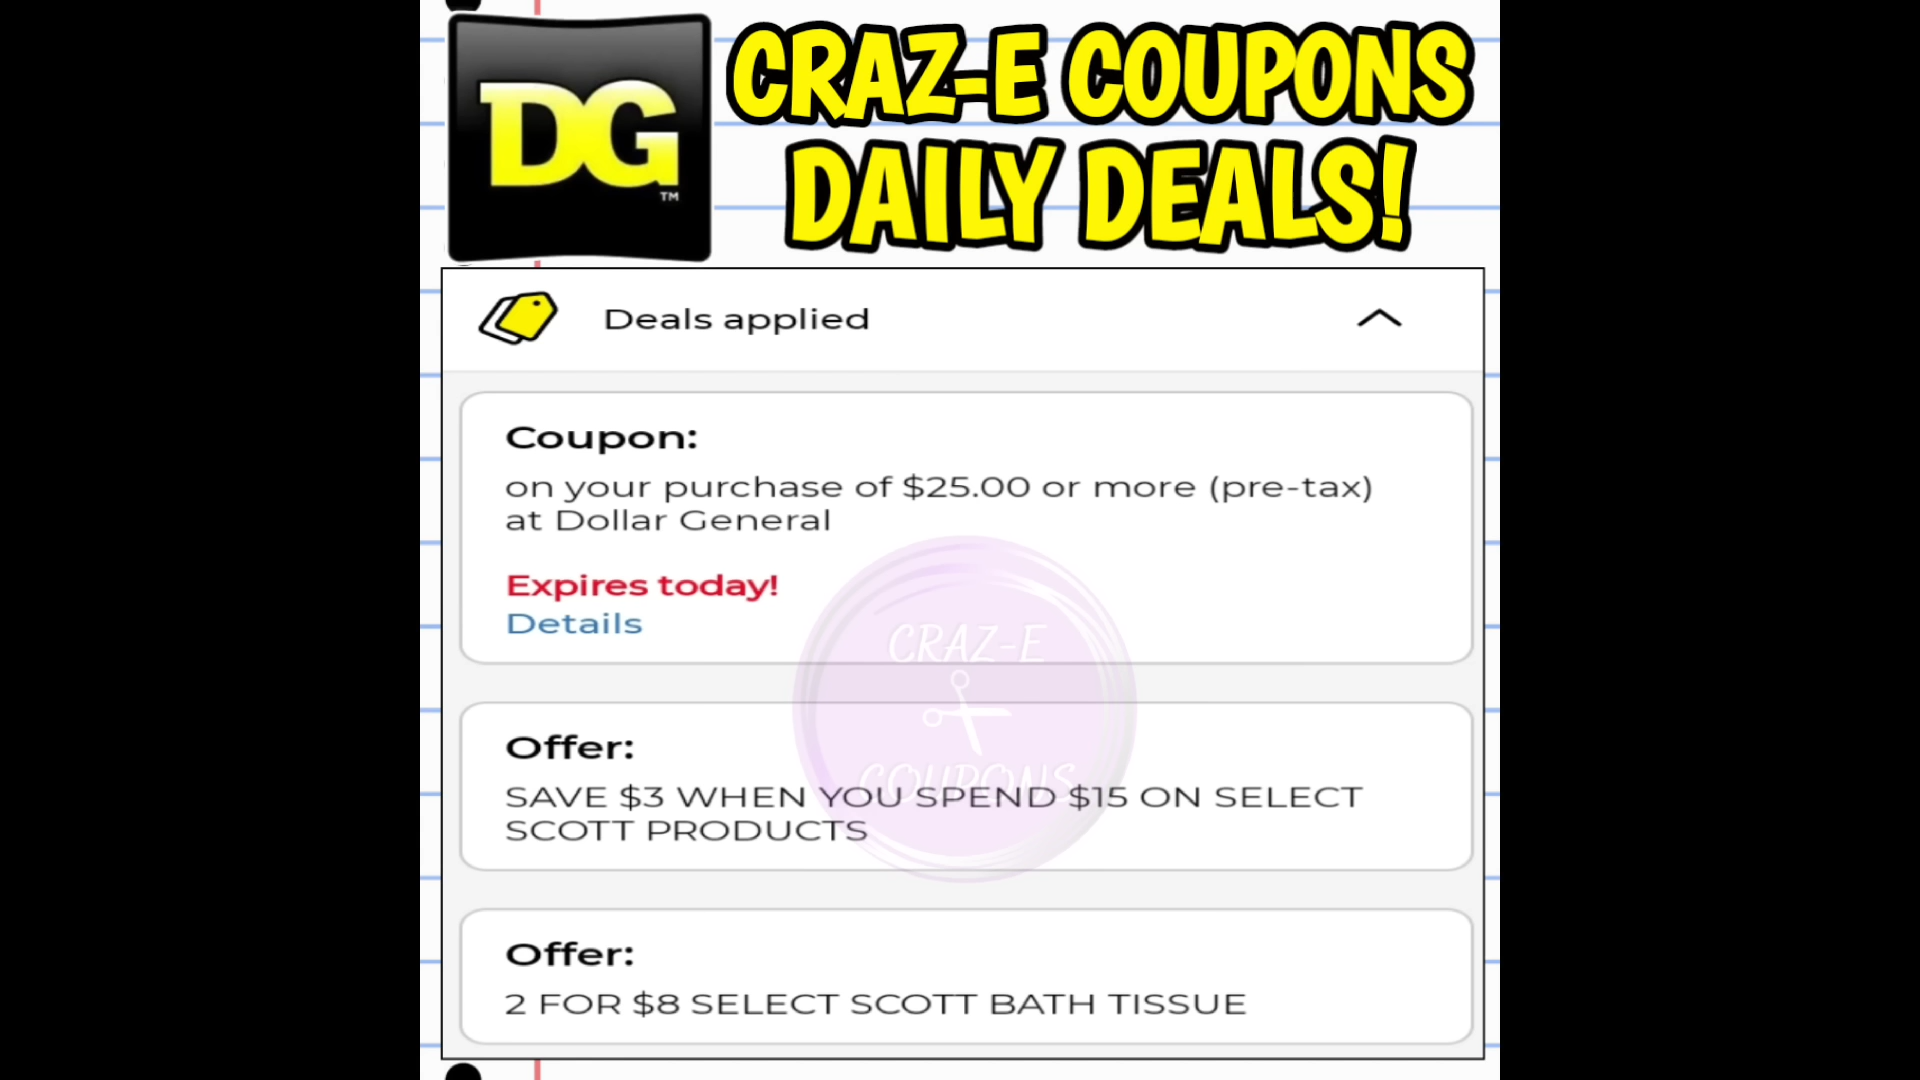 DG
TM
CRAZ-E COUPONS
DAILY DEALS!
Deals applied
Coupon:
on your purchase of $25.00 or more (pre-tax)
at Dollar General
Expires today!
Details
CRAZ-E
COUPONS
Offer:
SAVE $3 WHEN YOU SPEND $15 ON SELECT
SCOTT PRODUCTS
Offer:
2 FOR $8 SELECT SCOTT BATH TISSUE